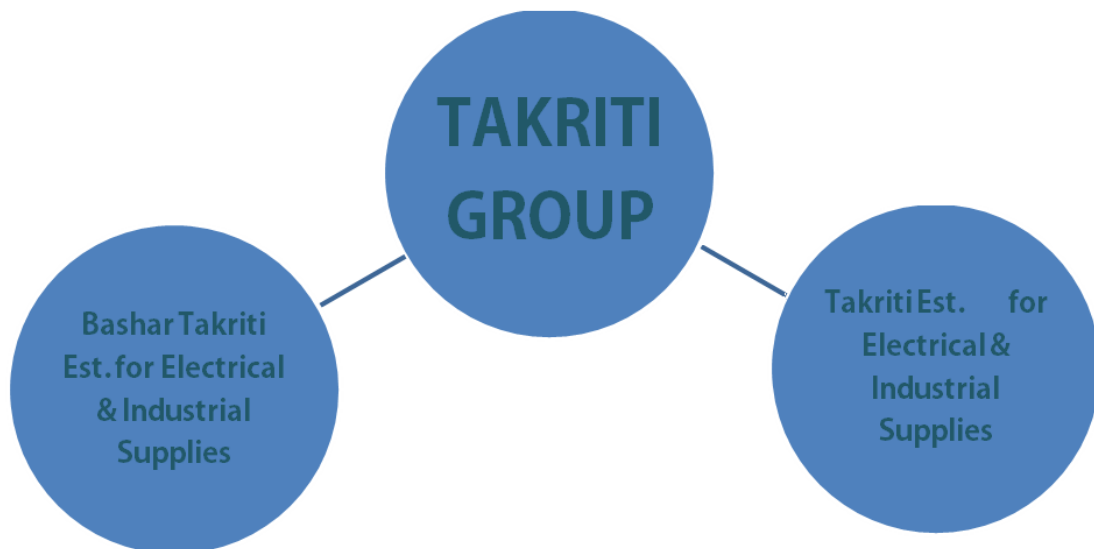 TAKRITI
GROUP
Bashar Takriti
Est. for Electrical
& Industrial
Supplies
Takriti Est. for
Electrical &
Industrial
Supplies